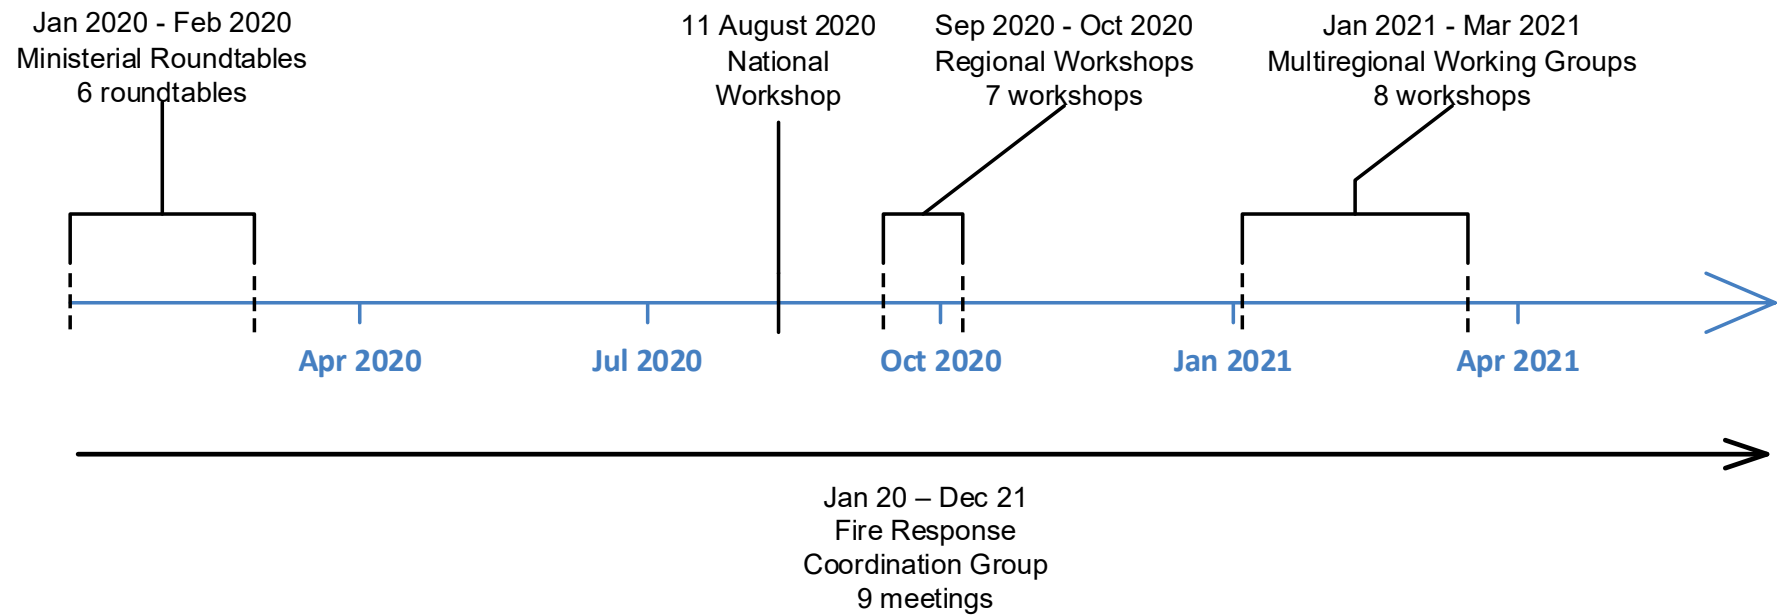 Jan 2020 - Feb 2020
Ministerial Roundtables
6 roundtables
11 August 2020
National
Workshop
Sep 2020 - Oct 2020
Regional Workshops
7 workshops
Jan 2021 - Mar 2021
Multiregional Working Groups
8 workshops
Apr 2020
Jul 2020
Oct 2020
Jan 2021
Apr 2021
Jan 20 – Dec 21
Fire Response
Coordination Group
9 meetings